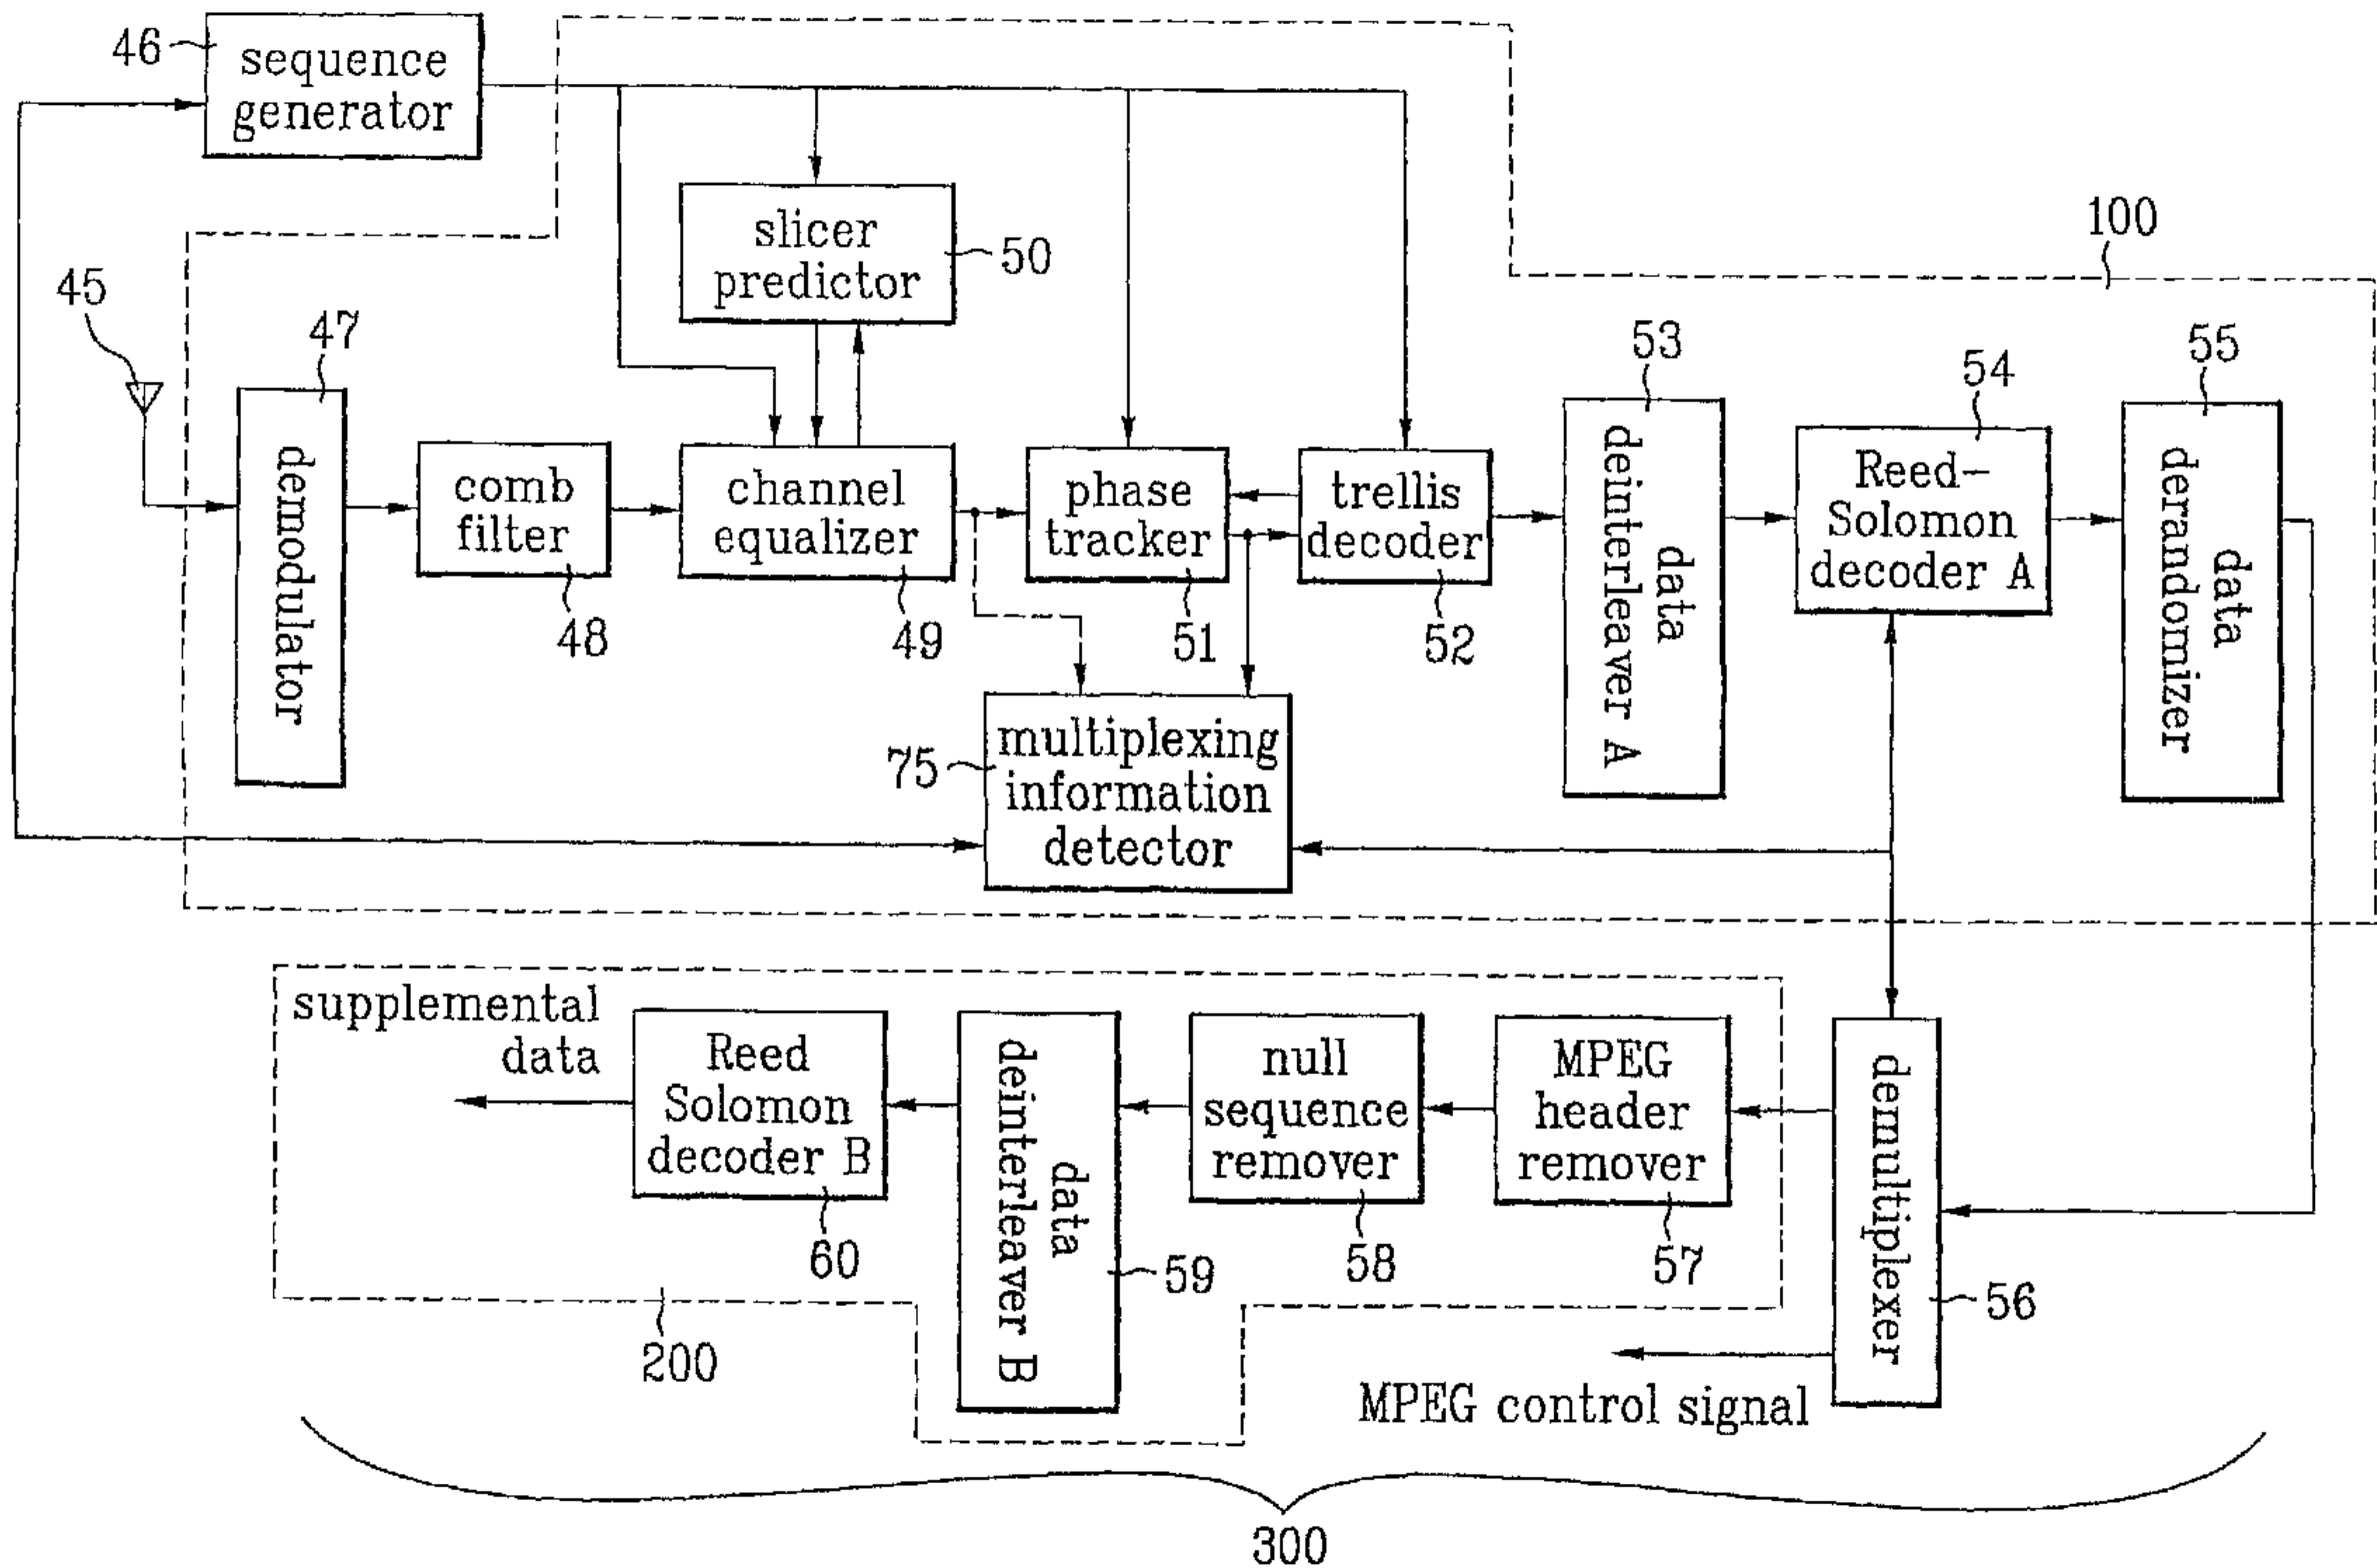 46
sequence
generator
slicer
predictor
50
100
45
47
demodulator
comb
filter
48
channel
equalizer
49
phase
tracker
51
trellis
decoder
52
53
data
deinterleaver A
54
Reed-
Solomon
decoder A
55
data
derandomizer
75
multiplexing
information
detector
supplemental
data
Reed
Solomon
decoder B
60
data
deinterleaver B
59
null
sequence
remover
58
MPEG
header
remover
57
demultiplexer
56
200
MPEG control signal
300